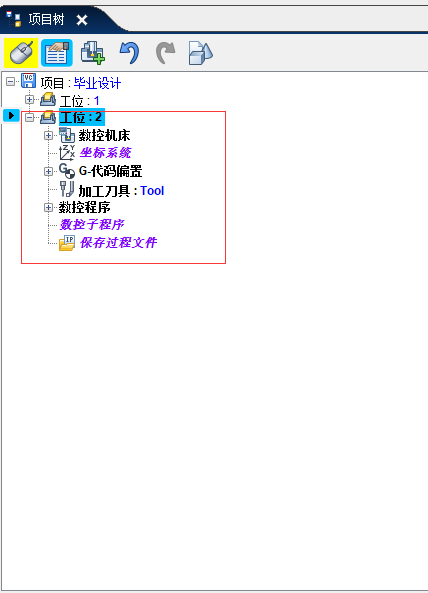 项目树
项目 : 毕业设计
工位 : 1
工位 : 2
数控机床
坐标系统
G-代码偏置
加工刀具 : Tool
数控程序
数控子程序
保存过程文件